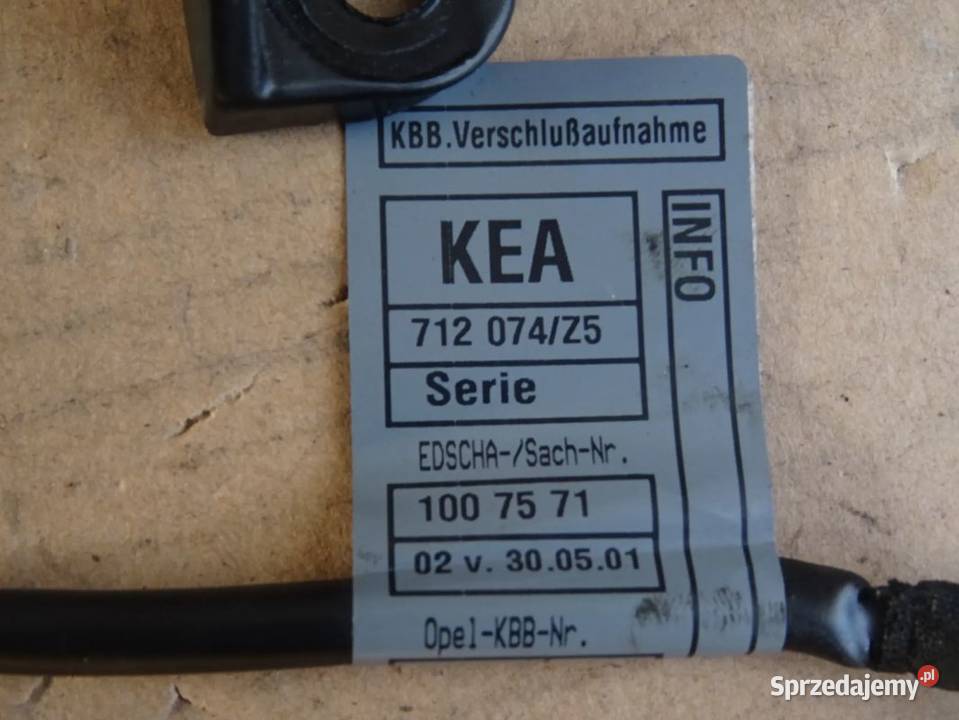 KBB.Verschlußaufnahme
KEA
712 074/Z5
Serie
INFO
EDSCHA-/Sach-Nr.
100 75 71
02 v. 30.05.01
Opel-KBB-Nr.
Sprzedajemy.pl